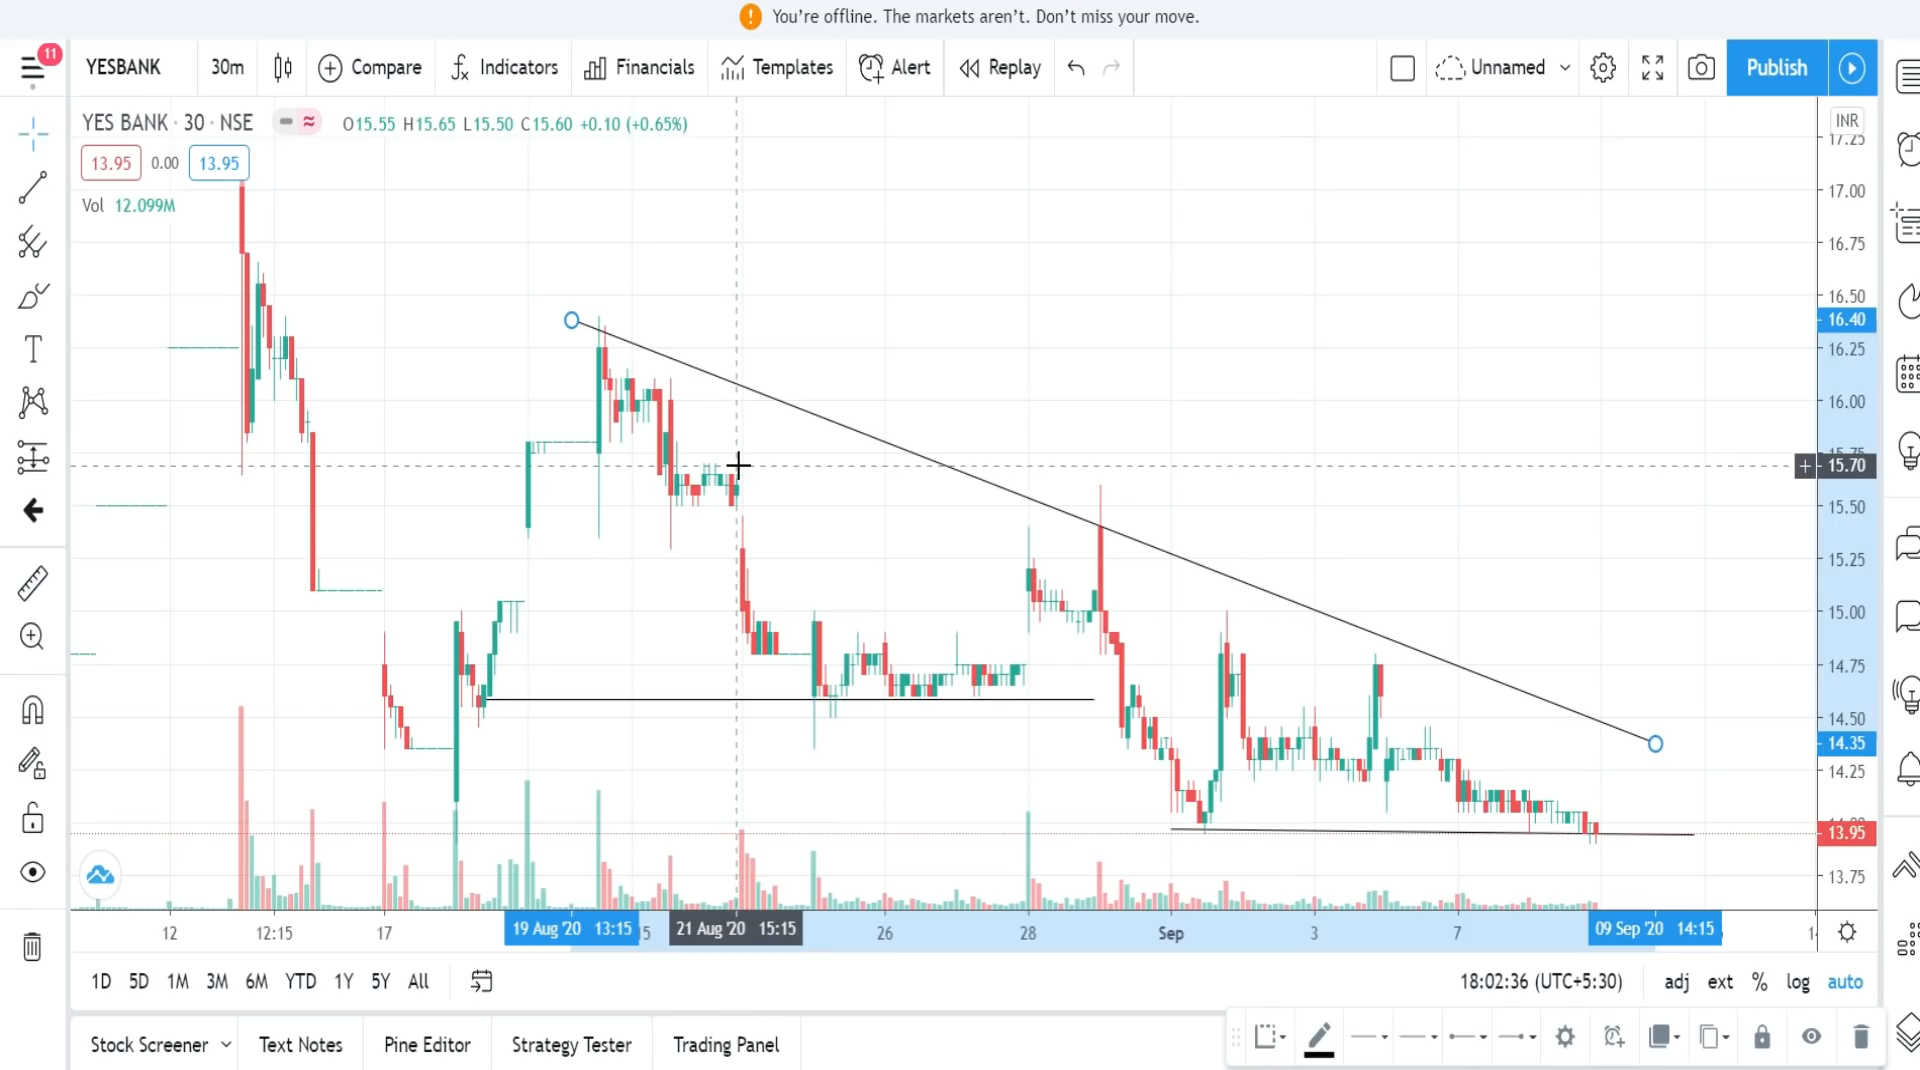 You're offline. The markets aren't. Don't miss your move.
11
YESBANK 30m Compare Indicators Financials Templates Alert Replay Unnamed Publish
YES BANK · 30 · NSE O15.55 H15.65 L15.50 C15.60 +0.10 (+0.65%)
INR
17.25
13.95 0.00 13.95
17.00
Vol 12.099M
16.75
16.50
16.40
16.25
16.00
15.70
15.50
15.25
15.00
14.75
14.50
14.35
14.25
13.95
13.75
12 12:15 17 19 Aug '20 13:15 21 Aug '20 15:15 26 28 Sep 3 7 09 Sep '20 14:15
1D 5D 1M 3M 6M YTD 1Y 5Y All 18:02:36 (UTC+5:30) adj ext % log auto
Stock Screener Text Notes Pine Editor Strategy Tester Trading Panel